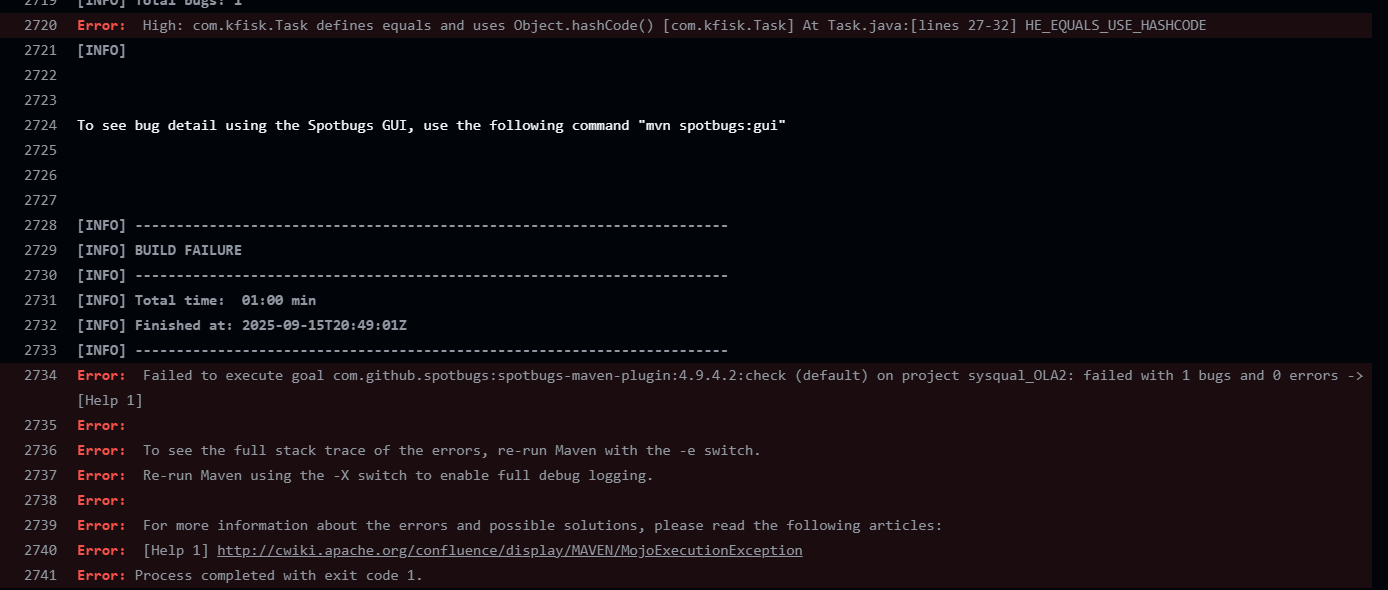 2719 [INFO] Total bugs: 1
2720 Error:  High: com.kfisk.Task defines equals and uses Object.hashCode() [com.kfisk.Task] At Task.java:[lines 27-32] HE_EQUALS_USE_HASHCODE
2721 [INFO]
2722
2723
2724 To see bug detail using the Spotbugs GUI, use the following command "mvn spotbugs:gui"
2725
2726
2727
2728 [INFO] ------------------------------------------------------------------------
2729 [INFO] BUILD FAILURE
2730 [INFO] ------------------------------------------------------------------------
2731 [INFO] Total time:  01:00 min
2732 [INFO] Finished at: 2025-09-15T20:49:01Z
2733 [INFO] ------------------------------------------------------------------------
2734 Error:  Failed to execute goal com.github.spotbugs:spotbugs-maven-plugin:4.9.4.2:check (default) on project sysqual_OLA2: failed with 1 bugs and 0 errors ->
[Help 1]
2735 Error:
2736 Error:  To see the full stack trace of the errors, re-run Maven with the -e switch.
2737 Error:  Re-run Maven using the -X switch to enable full debug logging.
2738 Error:
2739 Error:  For more information about the errors and possible solutions, please read the following articles:
2740 Error:  [Help 1] http://cwiki.apache.org/confluence/display/MAVEN/MojoExecutionException
2741 Error: Process completed with exit code 1.